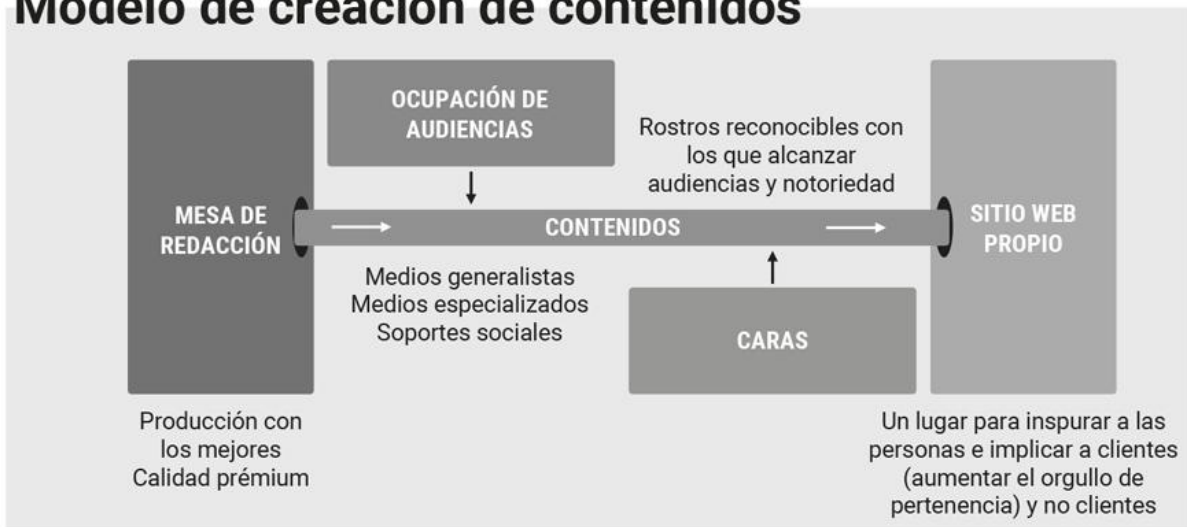 Modelo de creación de contenidos
OCUPACIÓN DE
AUDIENCIAS
Rostros reconocibles con
los que alcanzar
audiencias y notoriedad
MESA DE
REDACCIÓN
CONTENIDOS
SITIO WEB
PROPIO
Medios generalistas
Medios especializados
Soportes sociales
CARAS
Producción con
los mejores
Calidad prémium
Un lugar para inspurar a las
personas e implicar a clientes
(aumentar el orgullo de
pertenencia) y no clientes